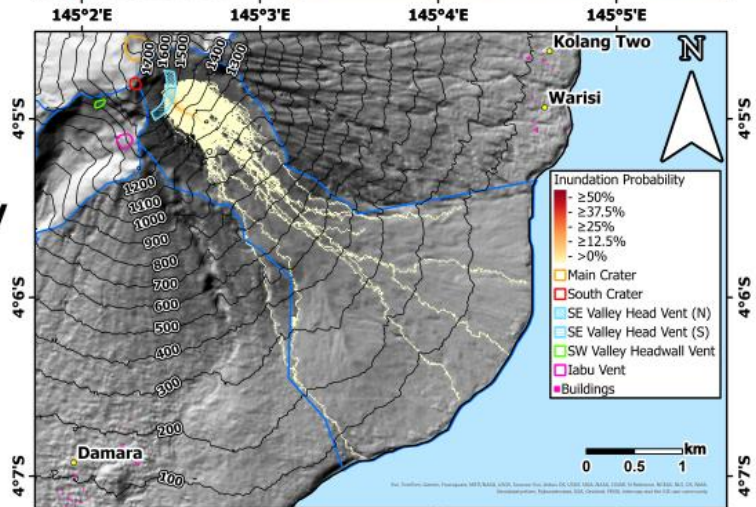 145°2'E
145°3'E
145°4'E
145°5'E
Kolang Two
Warisi
N
4°5'S
4°5'S
1700
1600
1500
1400
1300
1200
1100
1000
900
800
700
600
500
400
300
200
100
Inundation Probability
- ≥50%
- ≥37.5%
- ≥25%
- ≥12.5%
- >0%
Main Crater
South Crater
SE Valley Head Vent (N)
SE Valley Head Vent (S)
SW Valley Headwall Vent
Iabu Vent
Buildings
4°6'S
4°6'S
km
0 0.5 1
Damara
4°7'S
4°7'S